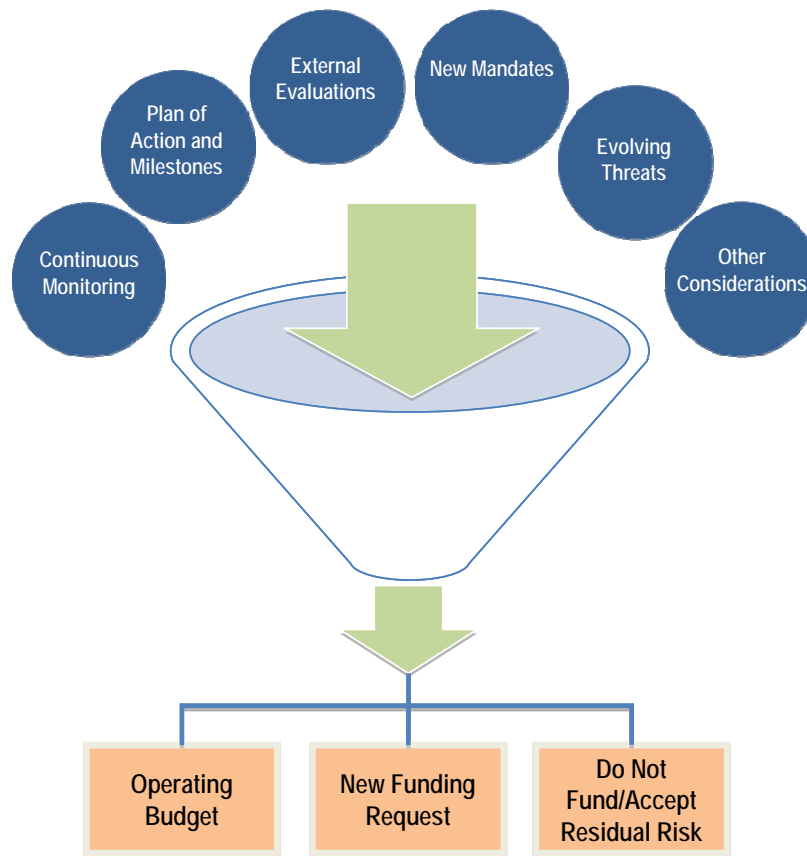 Continuous
Monitoring
Plan of
Action and
Milestones
External
Evaluations
New Mandates
Evolving
Threats
Other
Considerations
Operating
Budget
New Funding
Request
Do Not
Fund/Accept
Residual Risk